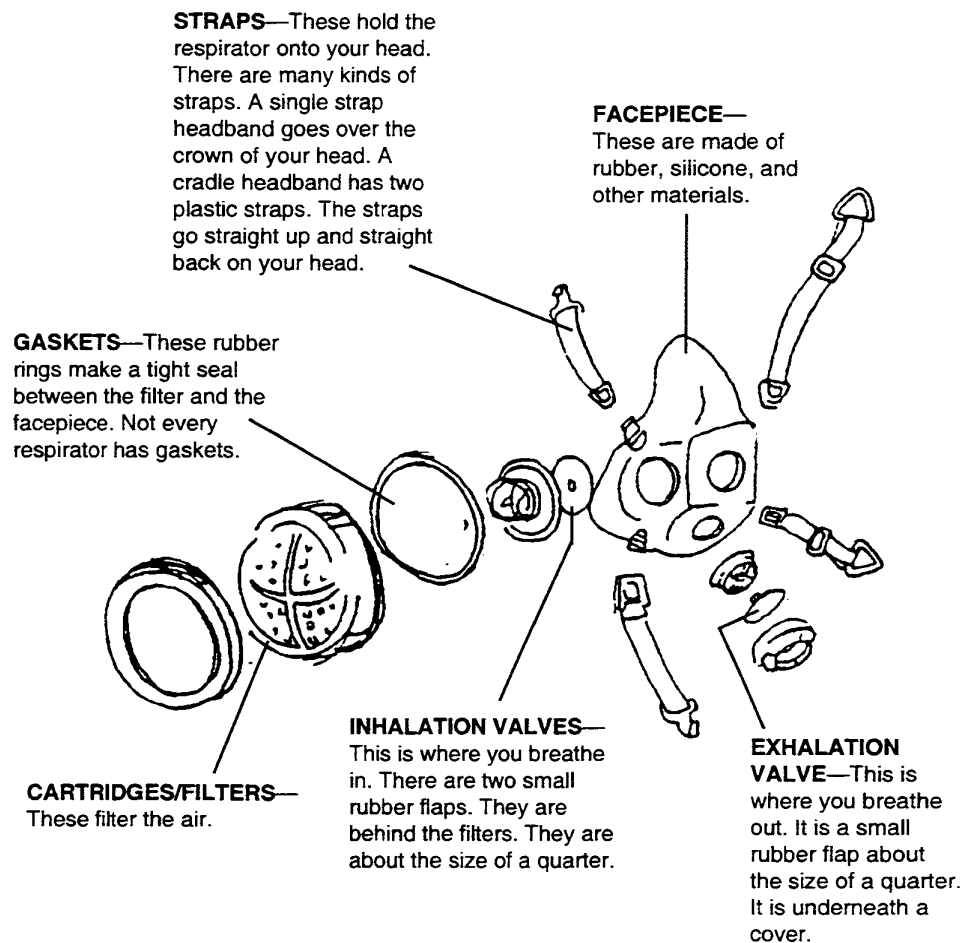 STRAPS—These hold the
respirator onto your head.
There are many kinds of
straps. A single strap
headband goes over the
crown of your head. A
cradle headband has two
plastic straps. The straps
go straight up and straight
back on your head.
FACEPIECE—
These are made of
rubber, silicone, and
other materials.
GASKETS—These rubber
rings make a tight seal
between the filter and the
facepiece. Not every
respirator has gaskets.
INHALATION VALVES—
This is where you breathe
in. There are two small
rubber flaps. They are
behind the filters. They are
about the size of a quarter.
EXHALATION
VALVE—This is
where you breathe
out. It is a small
rubber flap about
the size of a quarter.
It is underneath a
cover.
CARTRIDGES/FILTERS—
These filter the air.